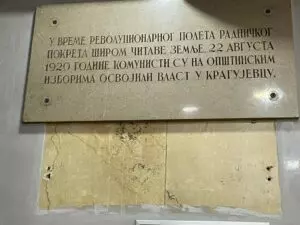 У ВРЕМЕ РЕВОЛУЦИОНАРНОГ ПОЛЕТА РАДНИЧКОГ
ПОКРЕТА ШИРОМ ЧИТАВЕ ЗЕМЉЕ, 22 АВГУСТА
1920 ГОДИНЕ КОМУНИСТИ СУ НА ОПШТИНСКИМ
ИЗБОРИМА ОСВОЈИЛИ ВЛАСТ У КРАГУЈЕВЦУ.